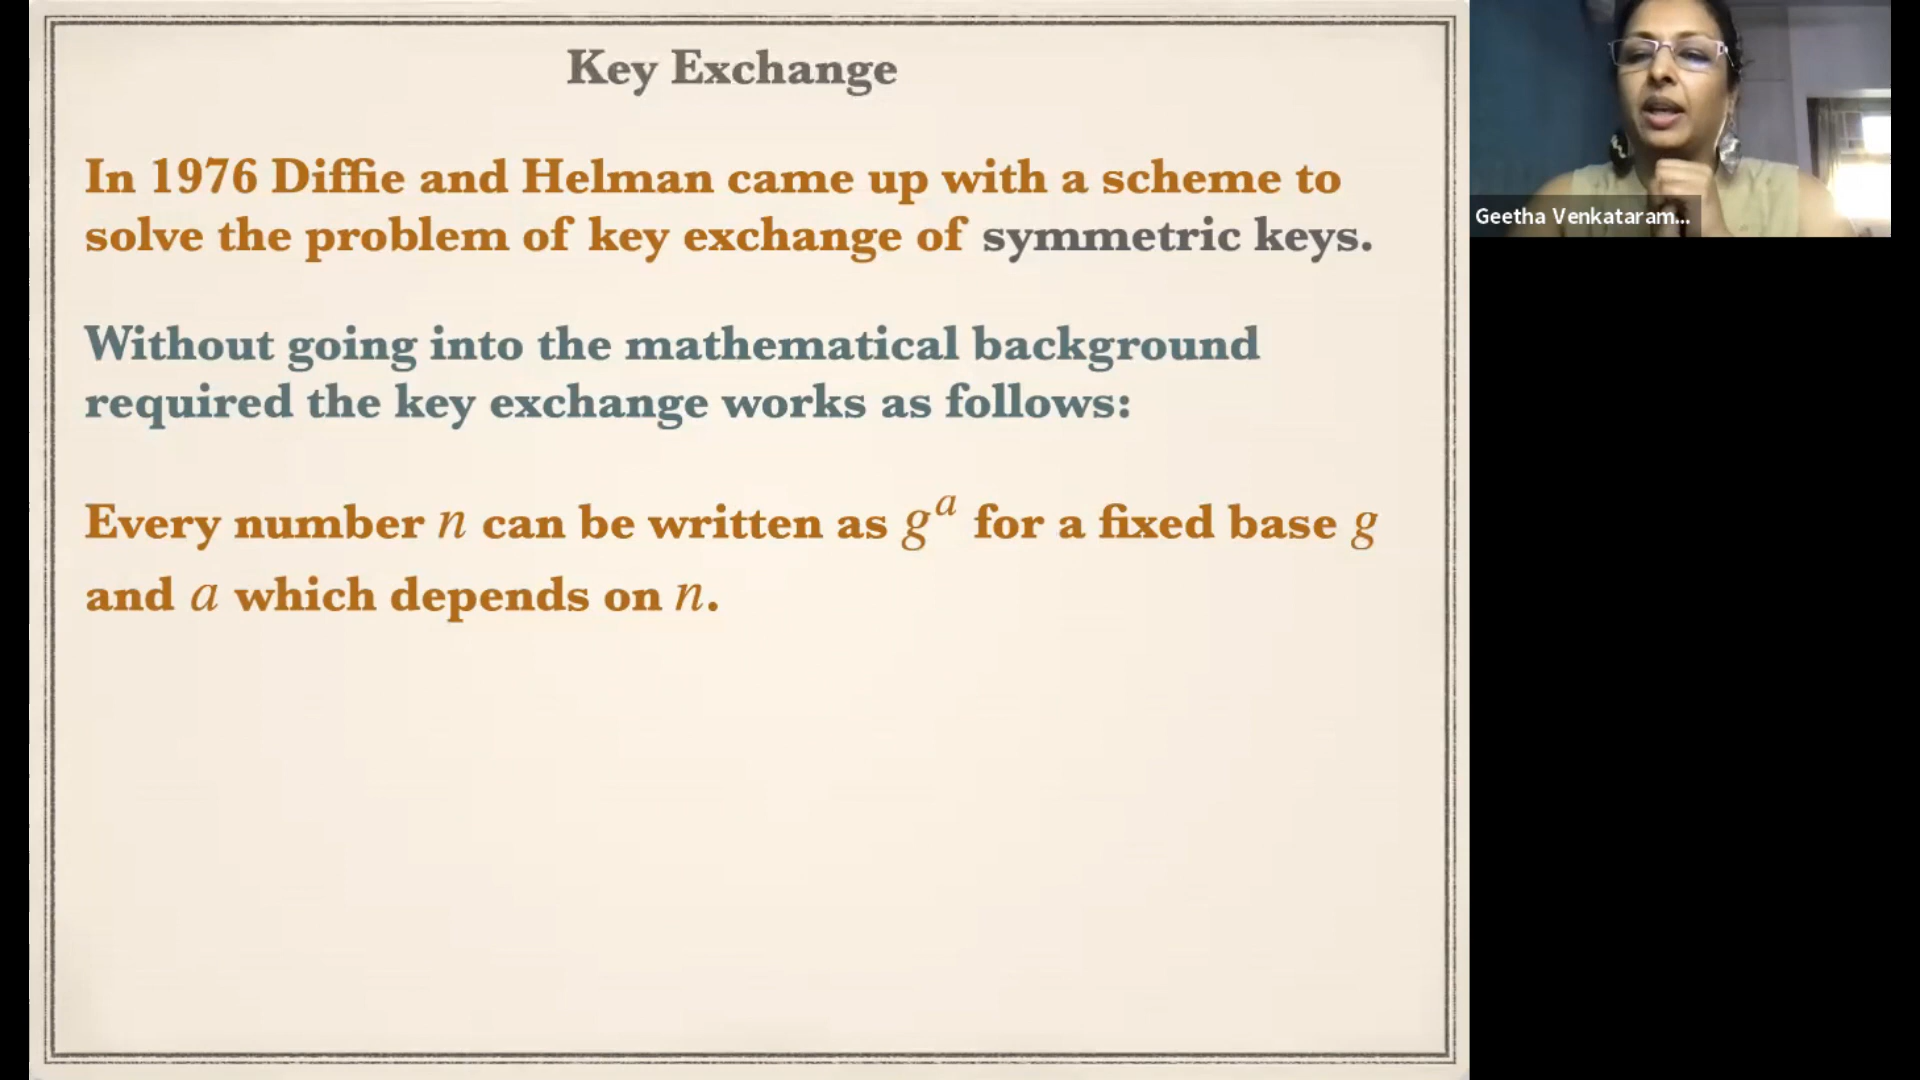 Key Exchange
In 1976 Diffie and Helman came up with a scheme to
solve the problem of key exchange of symmetric keys.
Without going into the mathematical background
required the key exchange works as follows:
Every number n can be written as gᵃ for a fixed base g
and a which depends on n.
Geetha Venkataram...